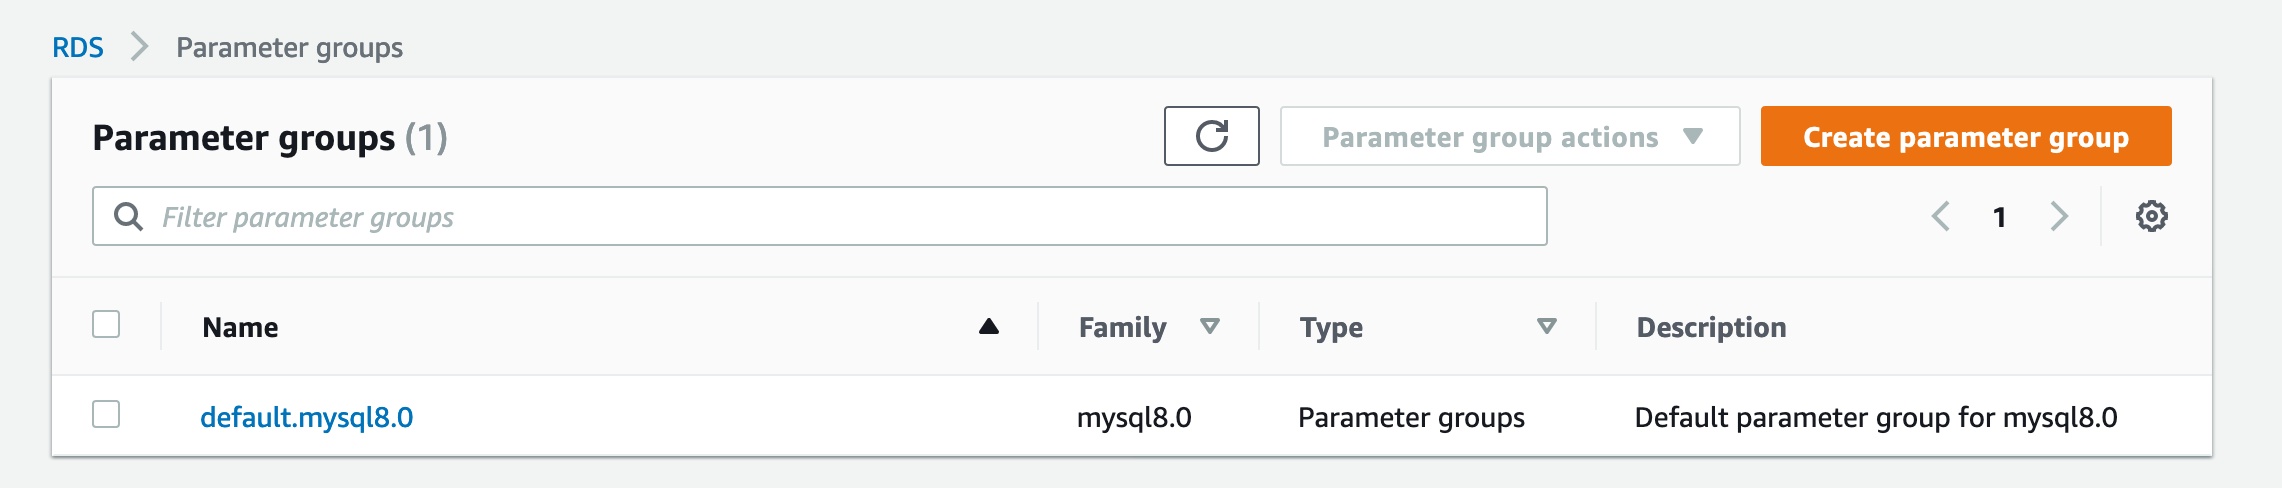 RDS > Parameter groups
Parameter groups (1)
Parameter group actions
Create parameter group
Filter parameter groups
1
Name Family Type Description
default.mysql8.0 mysql8.0 Parameter groups Default parameter group for mysql8.0